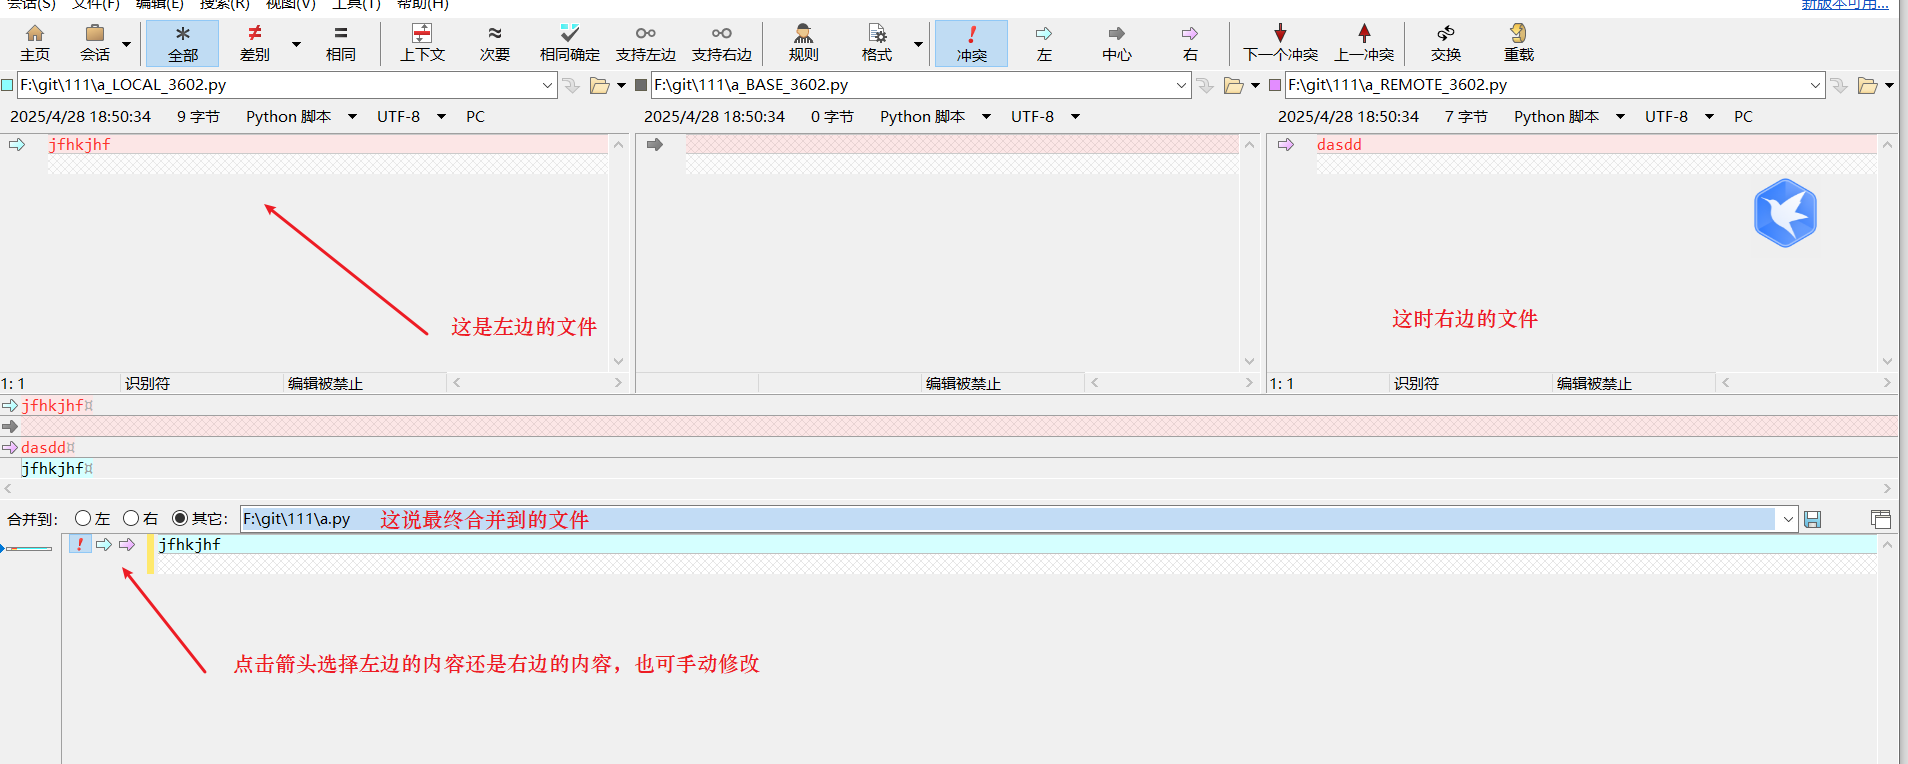 会话(S) 文件(F) 编辑(E) 搜索(R) 视图(V) 工具(T) 帮助(H) 新版本可用...
主页 会话 全部 差别 相同 上下文 次要 相同确定 支持左边 支持右边 规则 格式 冲突 左 中心 右 下一个冲突 上一冲突 交换 重载
F:\git\111\a_LOCAL_3602.py F:\git\111\a_BASE_3602.py F:\git\111\a_REMOTE_3602.py
2025/4/28 18:50:34 9 字节 Python 脚本 UTF-8 PC 2025/4/28 18:50:34 0 字节 Python 脚本 UTF-8 2025/4/28 18:50:34 7 字节 Python 脚本 UTF-8 PC
jfhkjhf dasdd
这是左边的文件 这时右边的文件
1: 1 识别符 编辑被禁止 编辑被禁止 1: 1 识别符 编辑被禁止
jfhkjhf¤
dasdd¤
jfhkjhf¤
合并到: 左 右 其它: F:\git\111\a.py 这说最终合并到的文件
jfhkjhf
点击箭头选择左边的内容还是右边的内容，也可手动修改